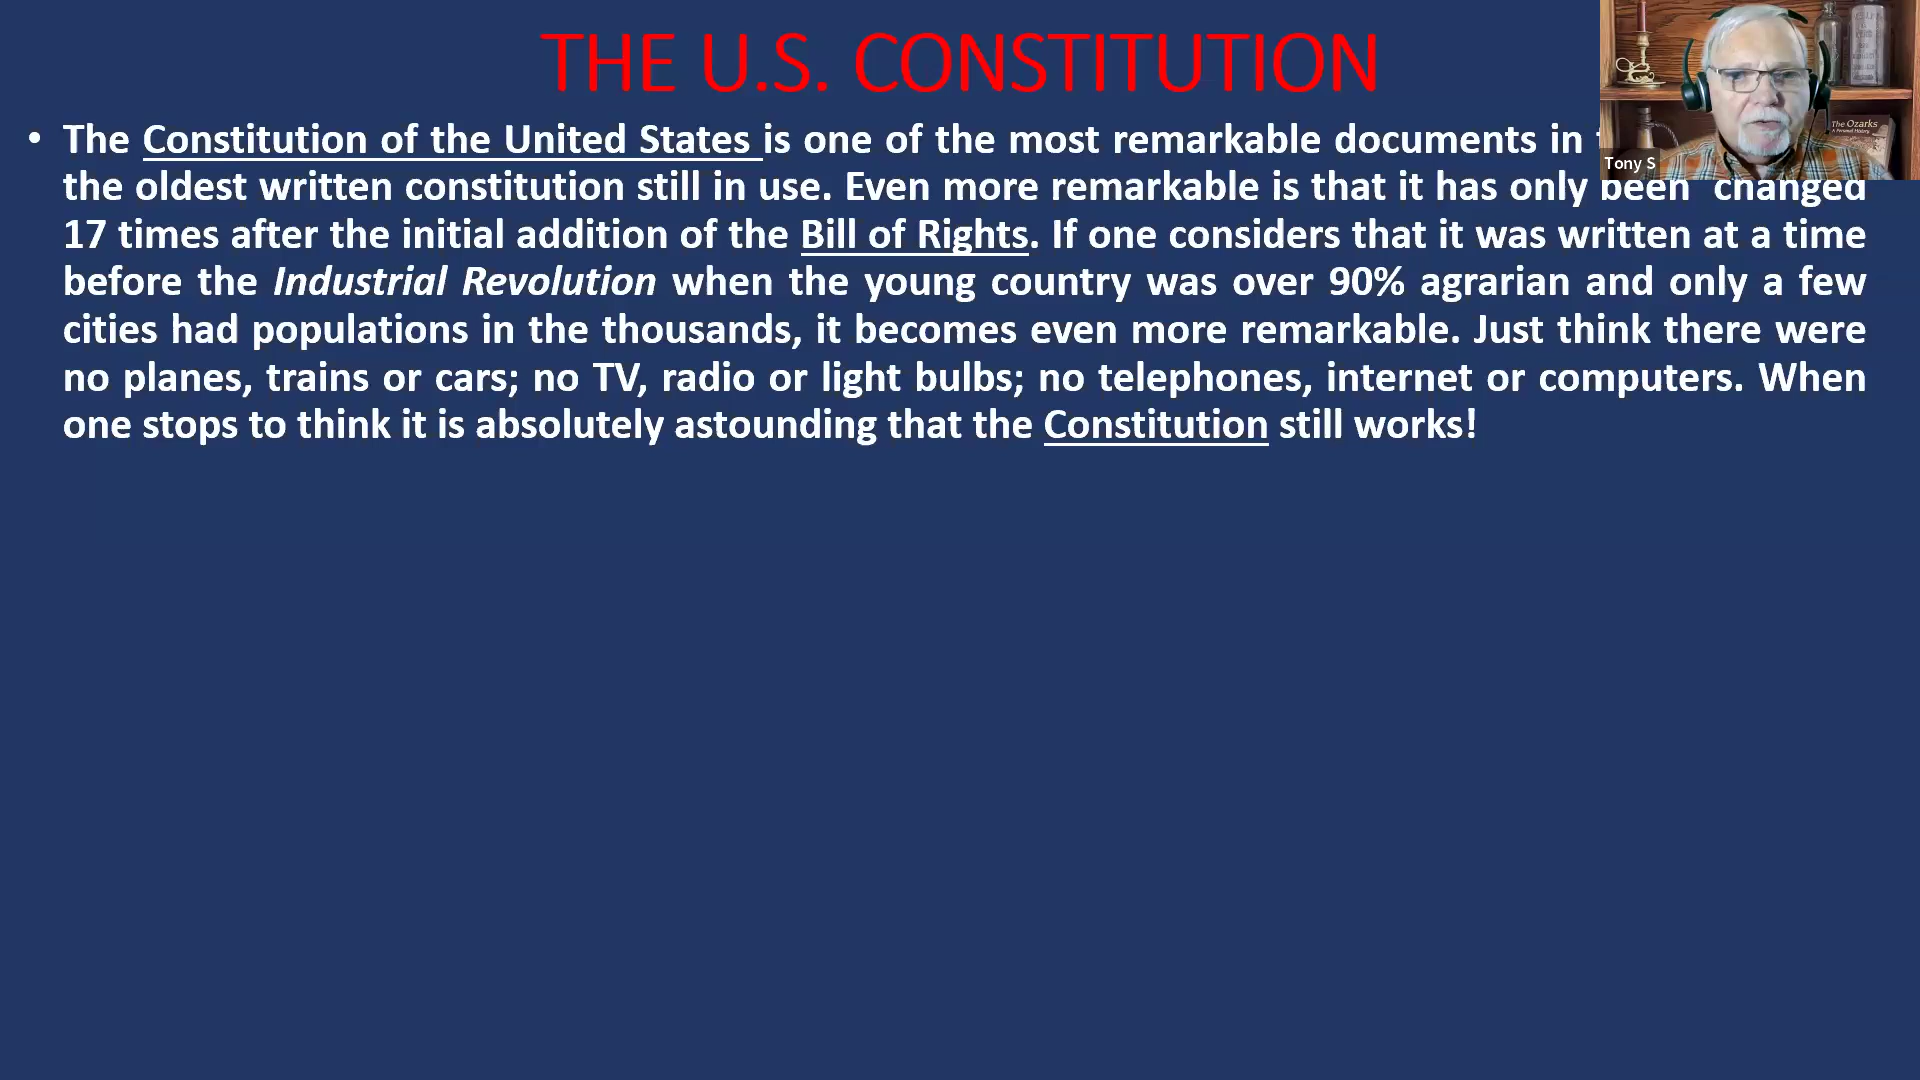 THE U.S. CONSTITUTION
• The Constitution of the United States is one of the most remarkable documents in
the oldest written constitution still in use. Even more remarkable is that it has only been changed
17 times after the initial addition of the Bill of Rights. If one considers that it was written at a time
before the Industrial Revolution when the young country was over 90% agrarian and only a few
cities had populations in the thousands, it becomes even more remarkable. Just think there were
no planes, trains or cars; no TV, radio or light bulbs; no telephones, internet or computers. When
one stops to think it is absolutely astounding that the Constitution still works!
The Ozarks
Tony S